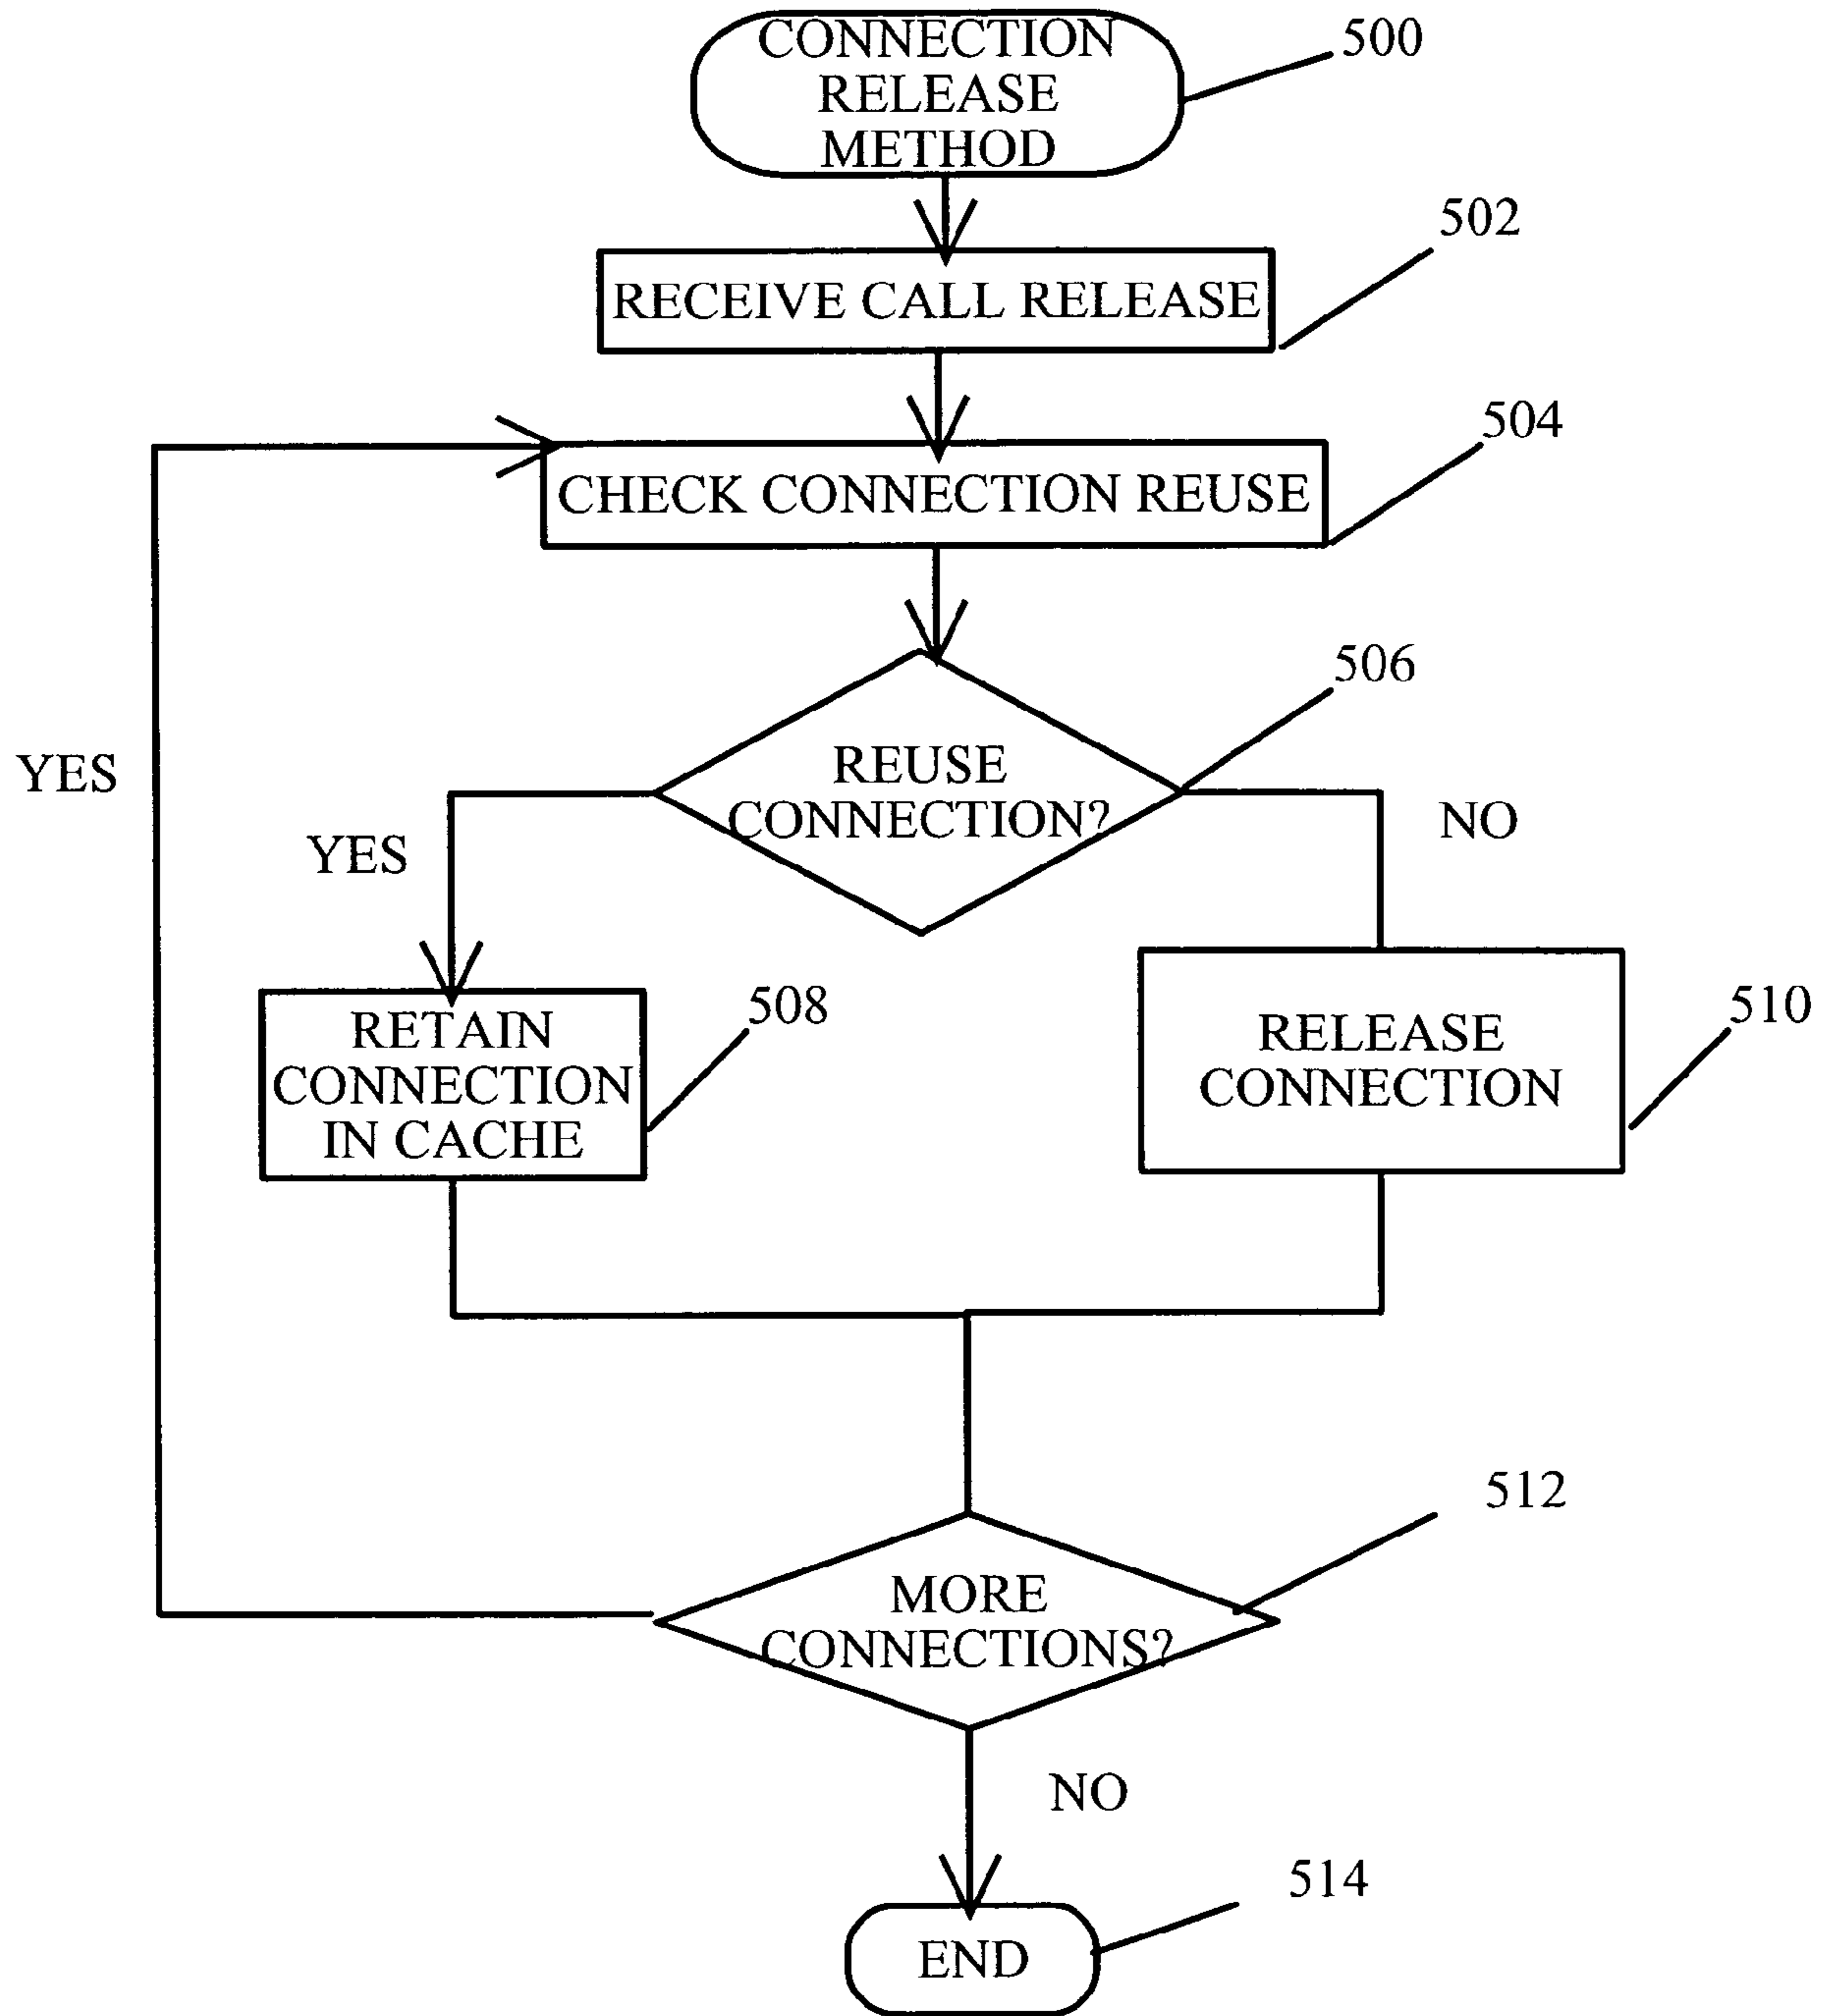 CONNECTION
RELEASE
METHOD
500
502
RECEIVE CALL RELEASE
504
CHECK CONNECTION REUSE
506
REUSE
CONNECTION?
YES
YES
NO
508
RETAIN
CONNECTION
IN CACHE
510
RELEASE
CONNECTION
512
MORE
CONNECTIONS?
NO
514
END